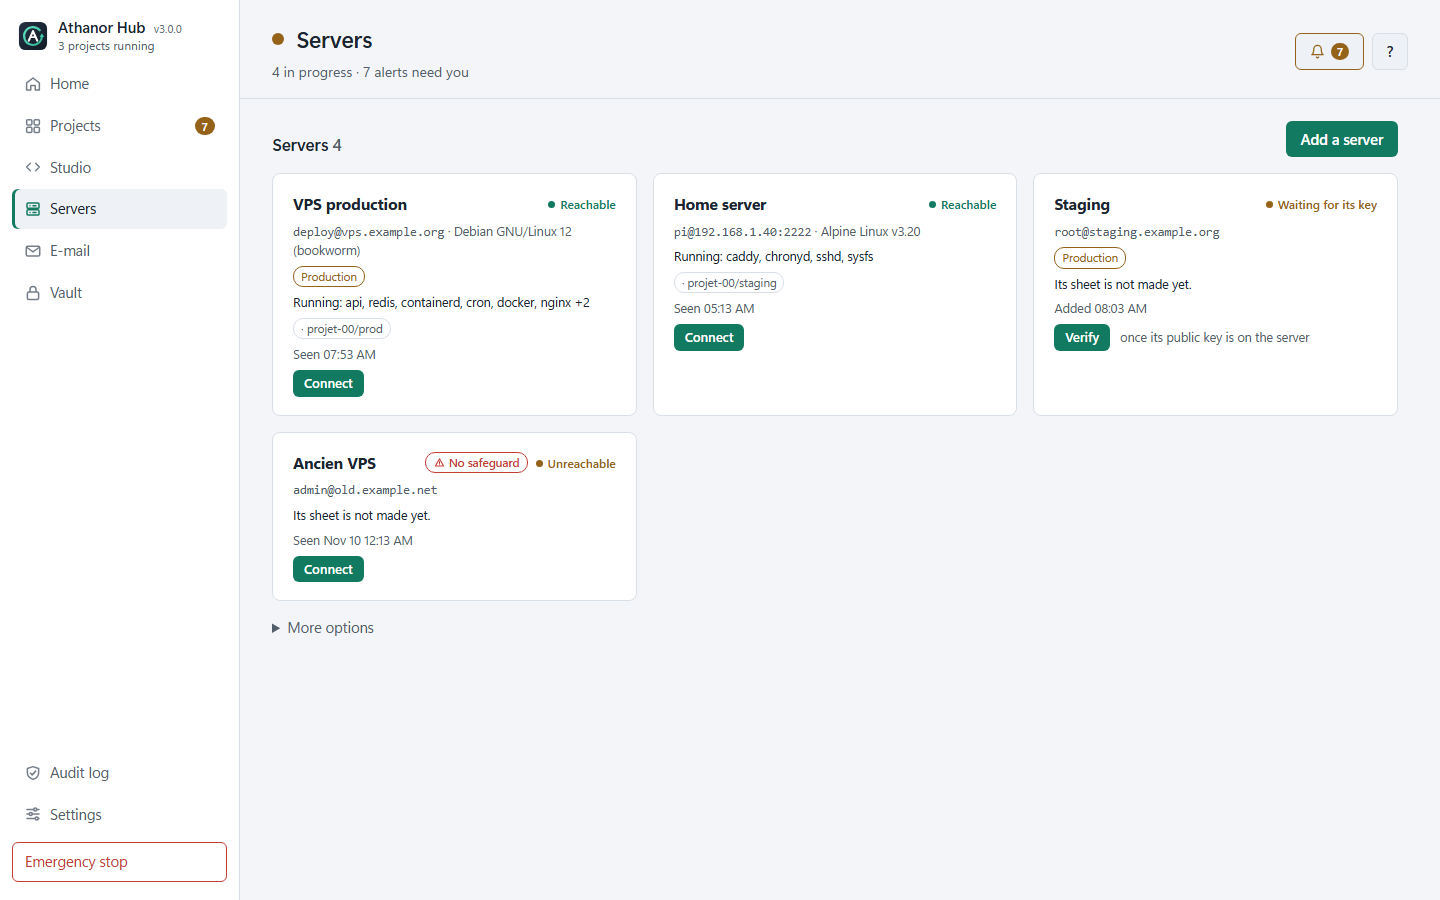 Athanor Hub v3.0.0
3 projects running
Home
Projects 7
Studio
Servers
E-mail
Vault
Audit log
Settings
Emergency stop
Servers
4 in progress · 7 alerts need you
7
?
Servers 4
Add a server
VPS production
Reachable
deploy@vps.example.org · Debian GNU/Linux 12
(bookworm)
Production
Running: api, redis, containerd, cron, docker, nginx +2
· projet-00/prod
Seen 07:53 AM
Connect
Home server
Reachable
pi@192.168.1.40:2222 · Alpine Linux v3.20
Running: caddy, chronyd, sshd, sysfs
· projet-00/staging
Seen 05:13 AM
Connect
Staging
Waiting for its key
root@staging.example.org
Production
Its sheet is not made yet.
Added 08:03 AM
Verify once its public key is on the server
Ancien VPS
No safeguard
Unreachable
admin@old.example.net
Its sheet is not made yet.
Seen Nov 10 12:13 AM
Connect
More options